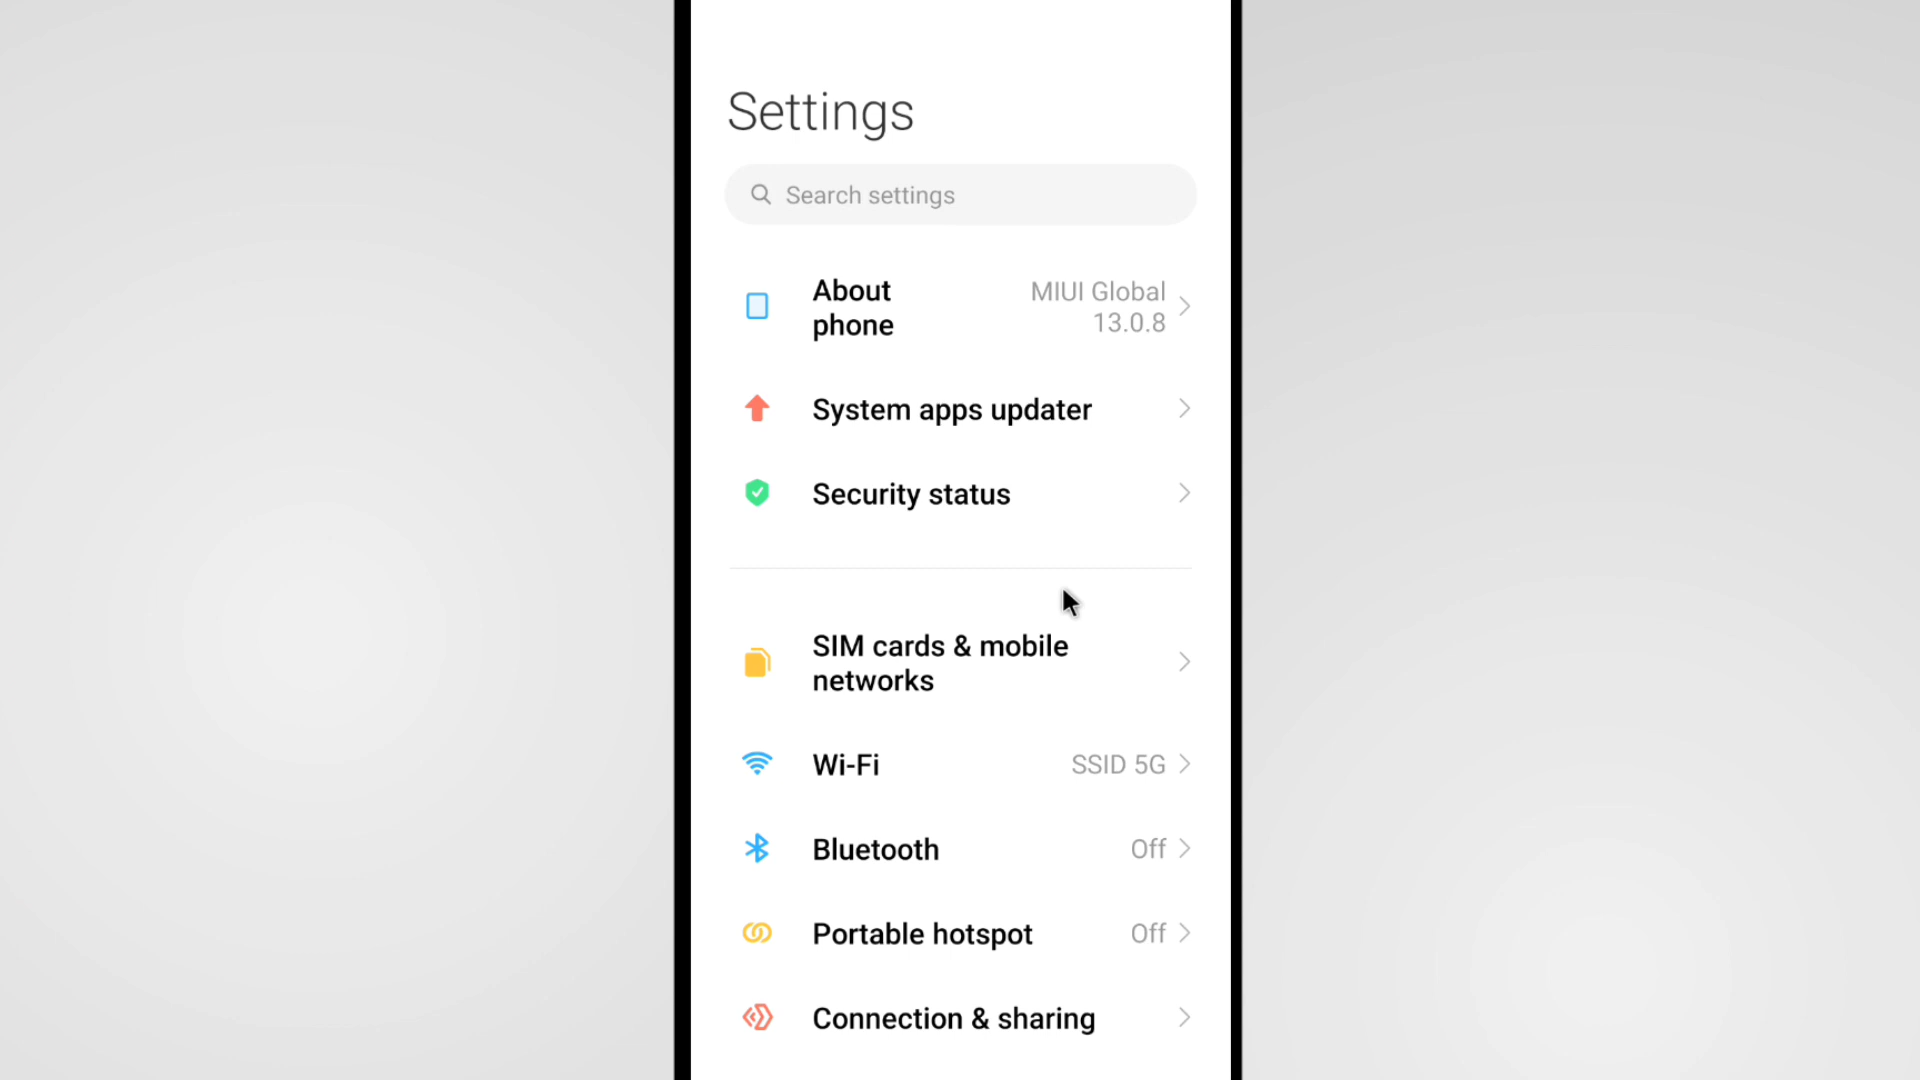 Settings
Search settings
About
phone
MIUI Global
13.0.8
System apps updater
Security status
SIM cards & mobile
networks
Wi-Fi
SSID 5G
Bluetooth
Off
Portable hotspot
Off
Connection & sharing